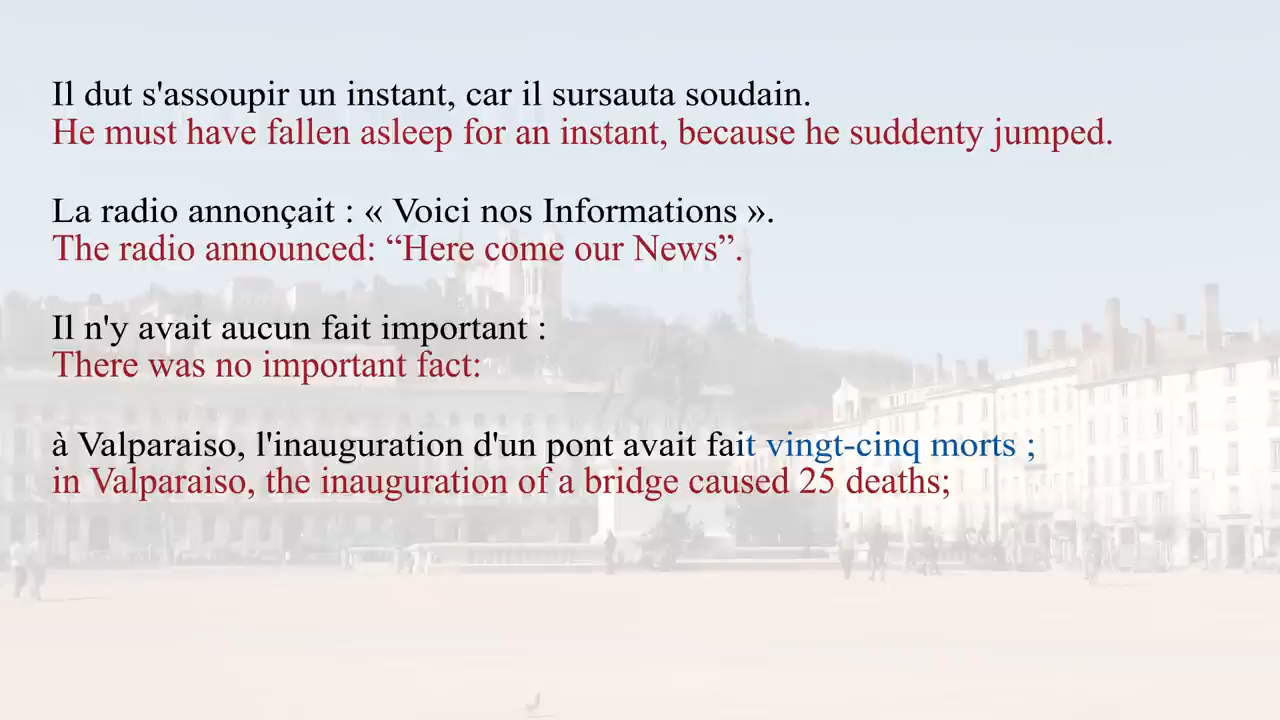 Il dut s'assoupir un instant, car il sursauta soudain.
He must have fallen asleep for an instant, because he suddenty jumped.
La radio annonçait : « Voici nos Informations ».
The radio announced: “Here come our News”.
Il n'y avait aucun fait important :
There was no important fact:
à Valparaiso, l'inauguration d'un pont avait fait vingt-cinq morts ;
in Valparaiso, the inauguration of a bridge caused 25 deaths;